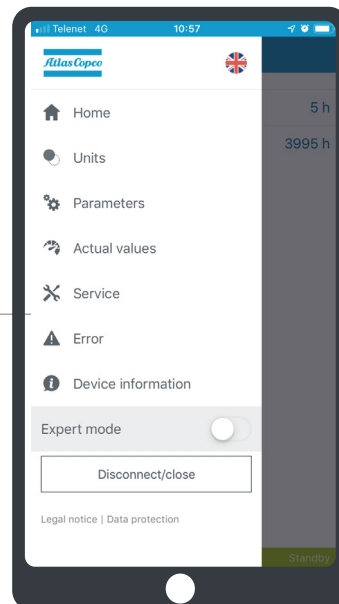 Telenet 4G 10:57
Atlas Copco
Home
5 h
Units
3995 h
Parameters
Actual values
Service
Error
Device information
Expert mode
Disconnect/close
Legal notice | Data protection
Standby